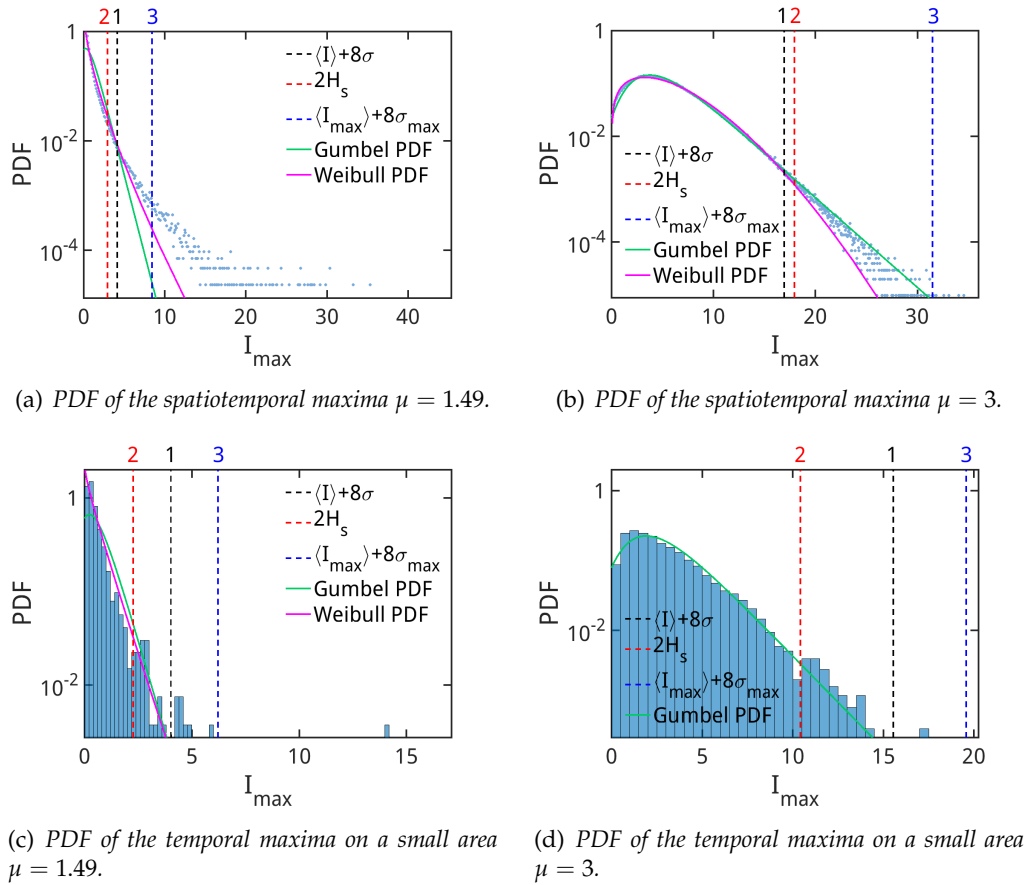 2 1 3
1
10^-2
10^-4
PDF
⟨I⟩+8σ
2H_s
⟨I_max⟩+8σ_max
Gumbel PDF
Weibull PDF
0 10 20 30 40
I_max
(a) PDF of the spatiotemporal maxima μ = 1.49.
1 2 3
1
10^-2
10^-4
PDF
⟨I⟩+8σ
2H_s
⟨I_max⟩+8σ_max
Gumbel PDF
Weibull PDF
0 10 20 30
I_max
(b) PDF of the spatiotemporal maxima μ = 3.
2 1 3
1
10^-2
PDF
⟨I⟩+8σ
2H_s
⟨I_max⟩+8σ_max
Gumbel PDF
Weibull PDF
0 5 10 15
I_max
(c) PDF of the temporal maxima on a small area
μ = 1.49.
2 1 3
1
10^-2
PDF
⟨I⟩+8σ
2H_s
⟨I_max⟩+8σ_max
Gumbel PDF
0 5 10 15 20
I_max
(d) PDF of the temporal maxima on a small area
μ = 3.